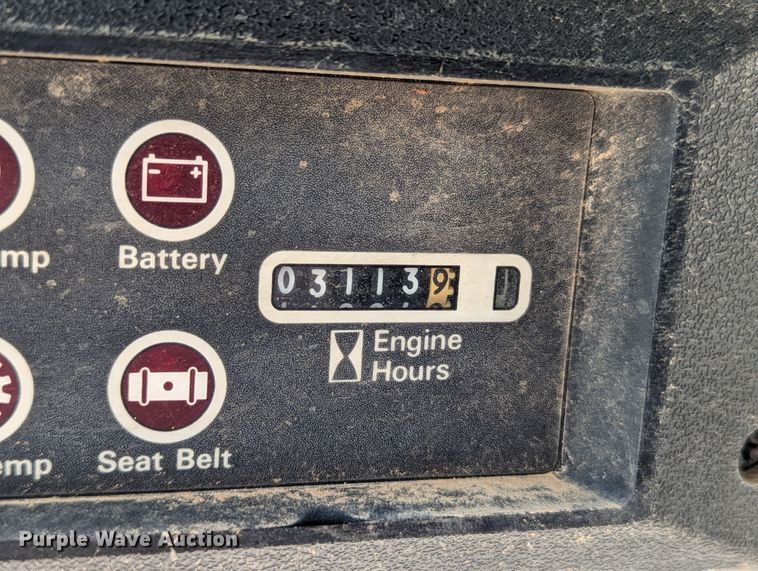 mp
Battery
031139
Engine
Hours
emp
Seat Belt
Purple Wave Auction